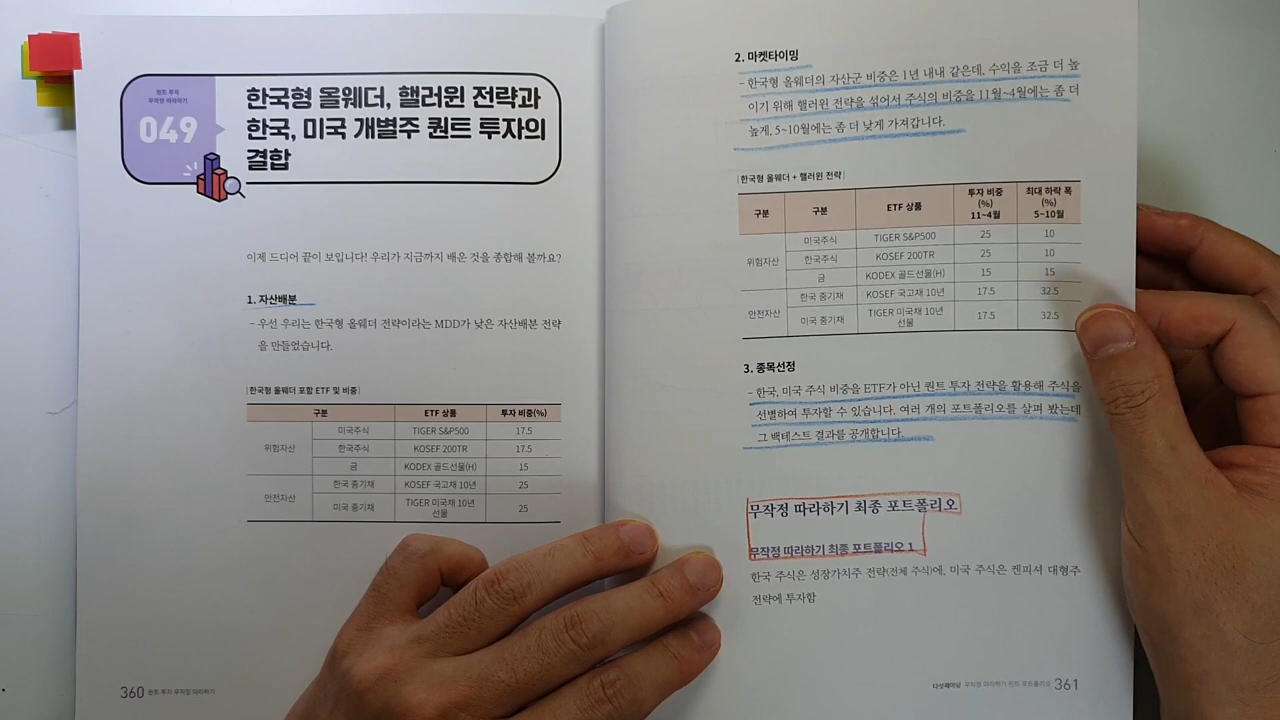 퀀트 투자
무작정 따라하기
049
한국형 올웨더, 핼러윈 전략과
한국, 미국 개별주 퀀트 투자의
결합
이제 드디어 끝이 보입니다! 우리가 지금까지 배운 것을 종합해 볼까요?
1. 자산배분
– 우선 우리는 한국형 올웨더 전략이라는 MDD가 낮은 자산배분 전략
을 만들었습니다.
|한국형 올웨더 포함 ETF 및 비중|
구분 ETF 상품 투자 비중(%)
위험자산 미국주식 TIGER S&P500 17.5
한국주식 KOSEF 200TR 17.5
금 KODEX 골드선물(H) 15
안전자산 한국 중기채 KOSEF 국고채 10년 25
미국 중기채 TIGER 미국채 10년 선물 25
360 퀀트 투자 무작정 따라하기
2. 마켓타이밍
– 한국형 올웨더의 자산군 비중은 1년 내내 같은데, 수익을 조금 더 높
이기 위해 핼러윈 전략을 섞어서 주식의 비중을 11월~4월에는 좀 더
높게, 5~10월에는 좀 더 낮게 가져갑니다.
|한국형 올웨더 + 핼러윈 전략|
구분 구분 ETF 상품 투자 비중 (%) 11~4월 최대 하락 폭 (%) 5~10월
위험자산 미국주식 TIGER S&P500 25 10
한국주식 KOSEF 200TR 25 10
금 KODEX 골드선물(H) 15 15
안전자산 한국 중기채 KOSEF 국고채 10년 17.5 32.5
미국 중기채 TIGER 미국채 10년 선물 17.5 32.5
3. 종목선정
– 한국, 미국 주식 비중을 ETF가 아닌 퀀트 투자 전략을 활용해 주식을
선별하여 투자할 수 있습니다. 여러 개의 포트폴리오를 살펴 봤는데
그 백테스트 결과를 공개합니다.
무작정 따라하기 최종 포트폴리오
무작정 따라하기 최종 포트폴리오 1
한국 주식은 성장가치주 전략(전체 주식)에, 미국 주식은 켄피셔 대형주
전략에 투자함
다섯째마당 무작정 따라하기 퀀트 포트폴리오 361